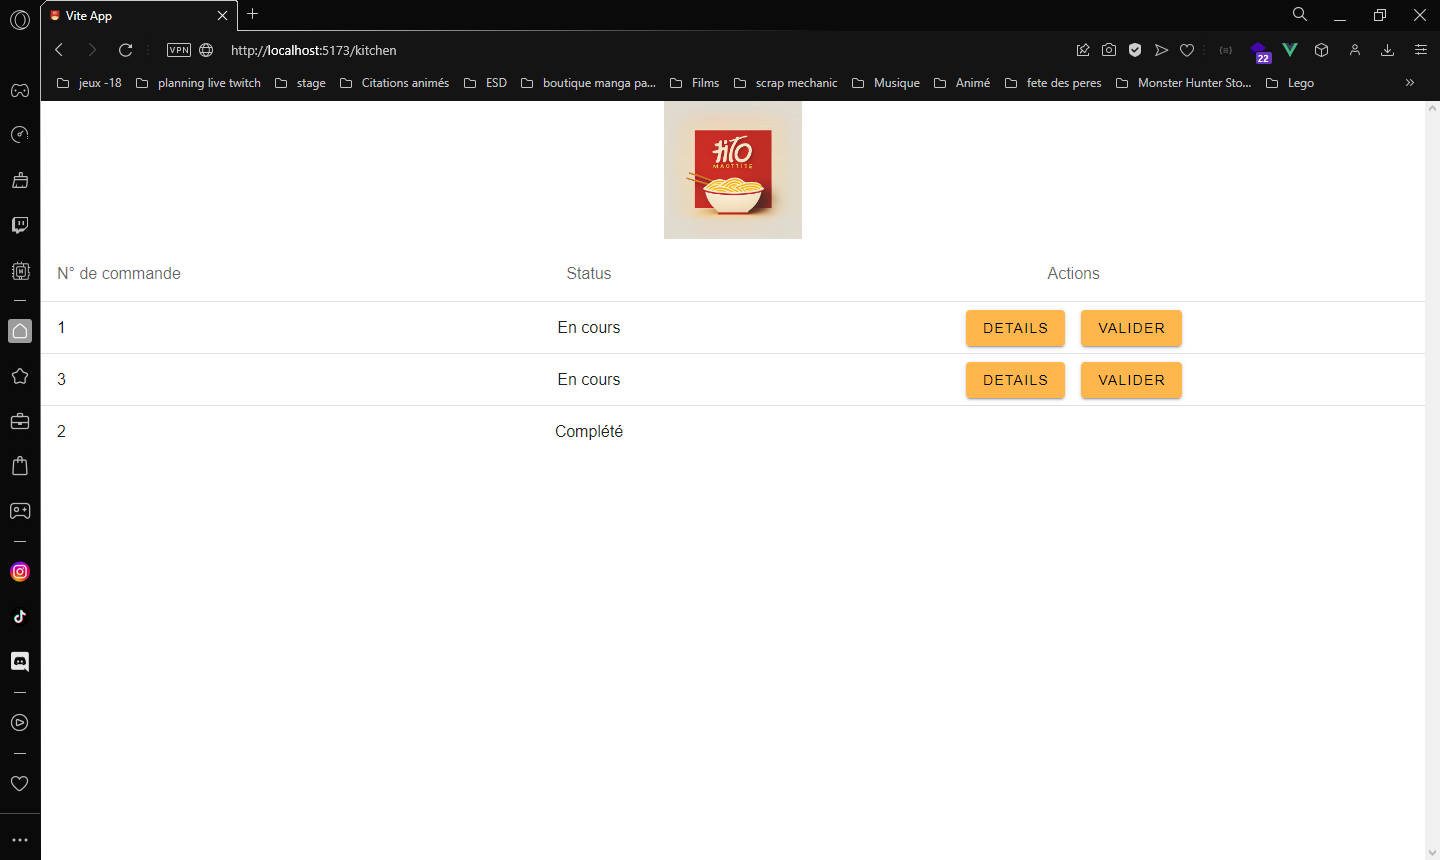 Vite App
VPN
http://localhost:5173/kitchen
22
jeux -18
planning live twitch
stage
Citations animés
ESD
boutique manga pa...
Films
scrap mechanic
Musique
Animé
fete des peres
Monster Hunter Sto...
Lego
HITO
MAOTTITE
N° de commande Status Actions
1 En cours DETAILS VALIDER
3 En cours DETAILS VALIDER
2 Complété